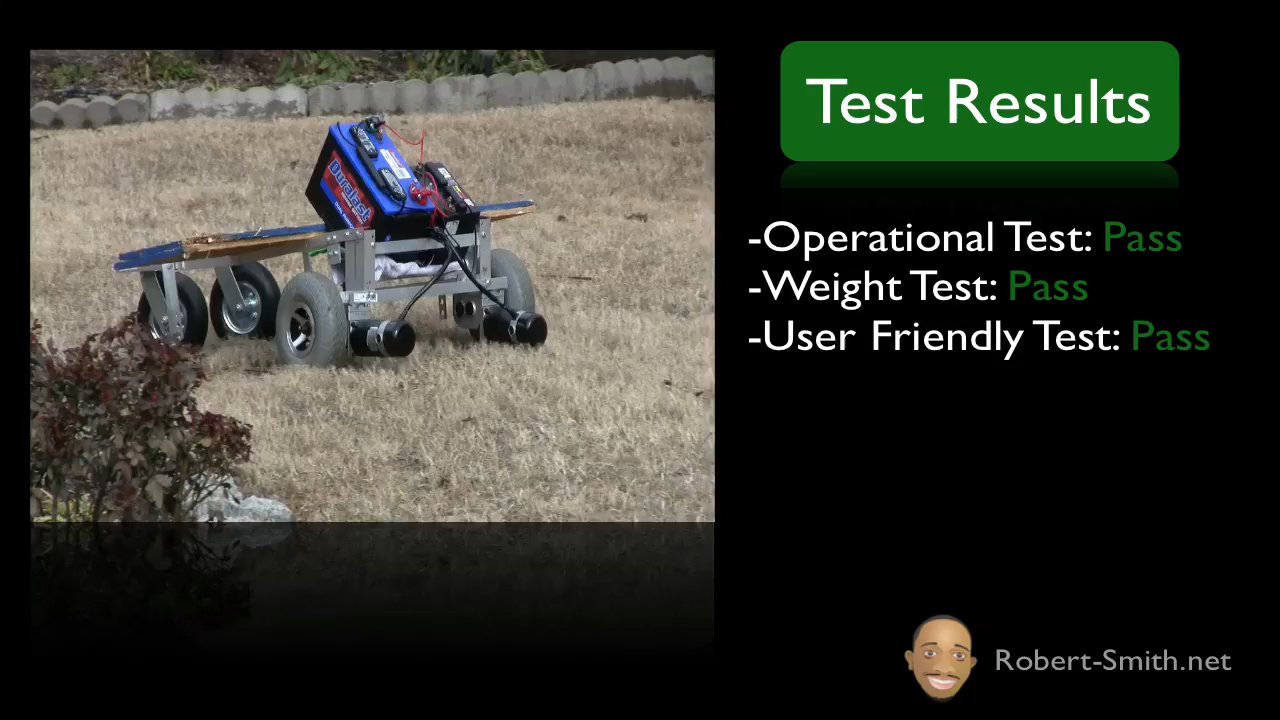 Test Results
-Operational Test: Pass
-Weight Test: Pass
-User Friendly Test: Pass
Duralast
Robert-Smith.net